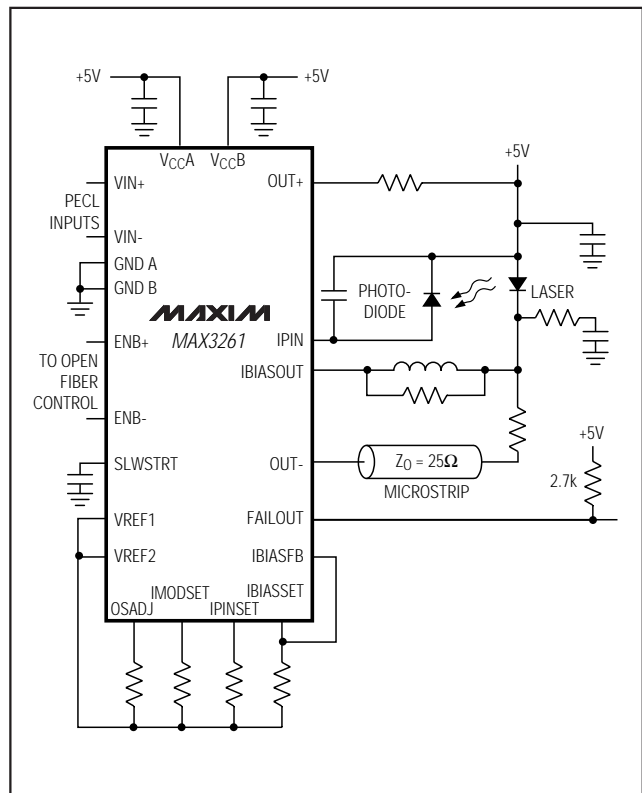 +5V
+5V
VCCA
VCCB
+5V
VIN+
OUT+
PECL
INPUTS
VIN-
GND A
GND B
PHOTO-
DIODE
LASER
MAXIM
MAX3261
ENB+
IPIN
TO OPEN
FIBER
CONTROL
IBIASOUT
ENB-
+5V
SLWSTRT
OUT-
Z0 = 25Ω
MICROSTRIP
2.7k
VREF1
FAILOUT
VREF2
IBIASFB
OSADJ
IMODSET
IPINSET
IBIASSET